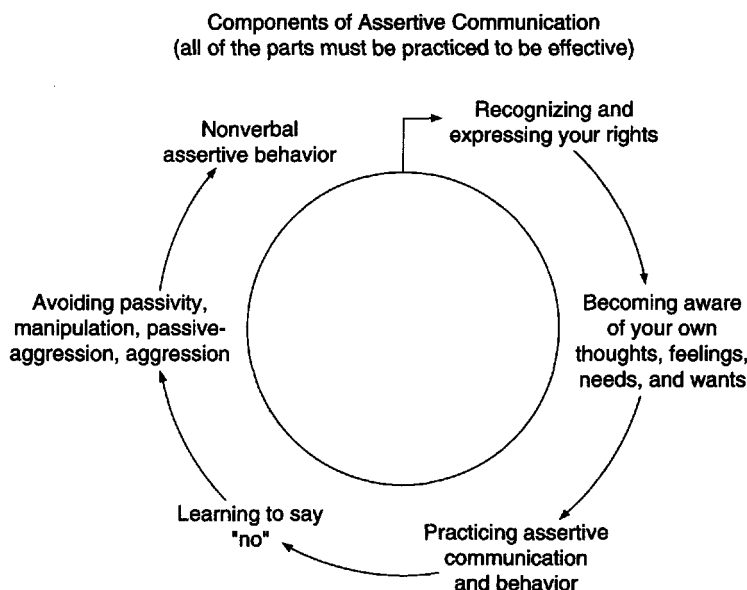 Components of Assertive Communication
(all of the parts must be practiced to be effective)
Recognizing and
expressing your rights
Becoming aware
of your own
thoughts, feelings,
needs, and wants
Practicing assertive
communication
and behavior
Learning to say
"no"
Avoiding passivity,
manipulation, passive-
aggression, aggression
Nonverbal
assertive behavior